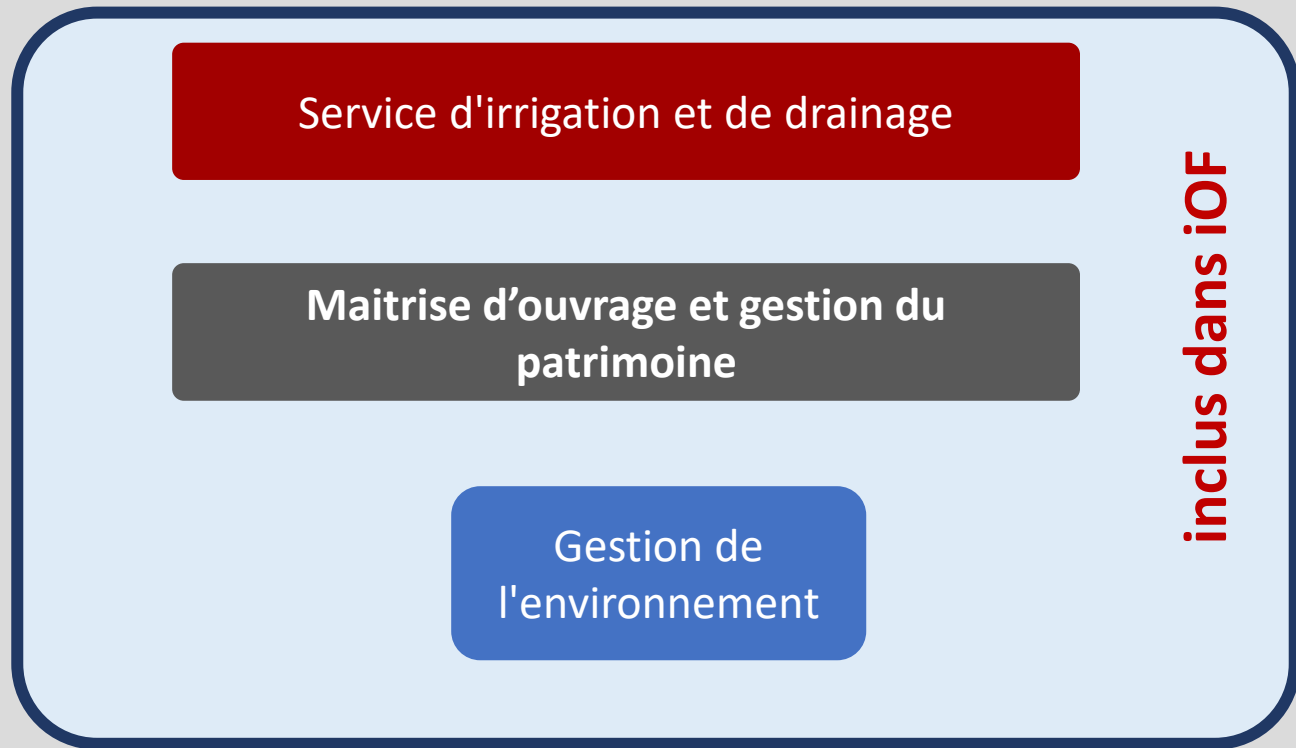 Service d'irrigation et de drainage
Maitrise d’ouvrage et gestion du
patrimoine
Gestion de
l'environnement
inclus dans iOF